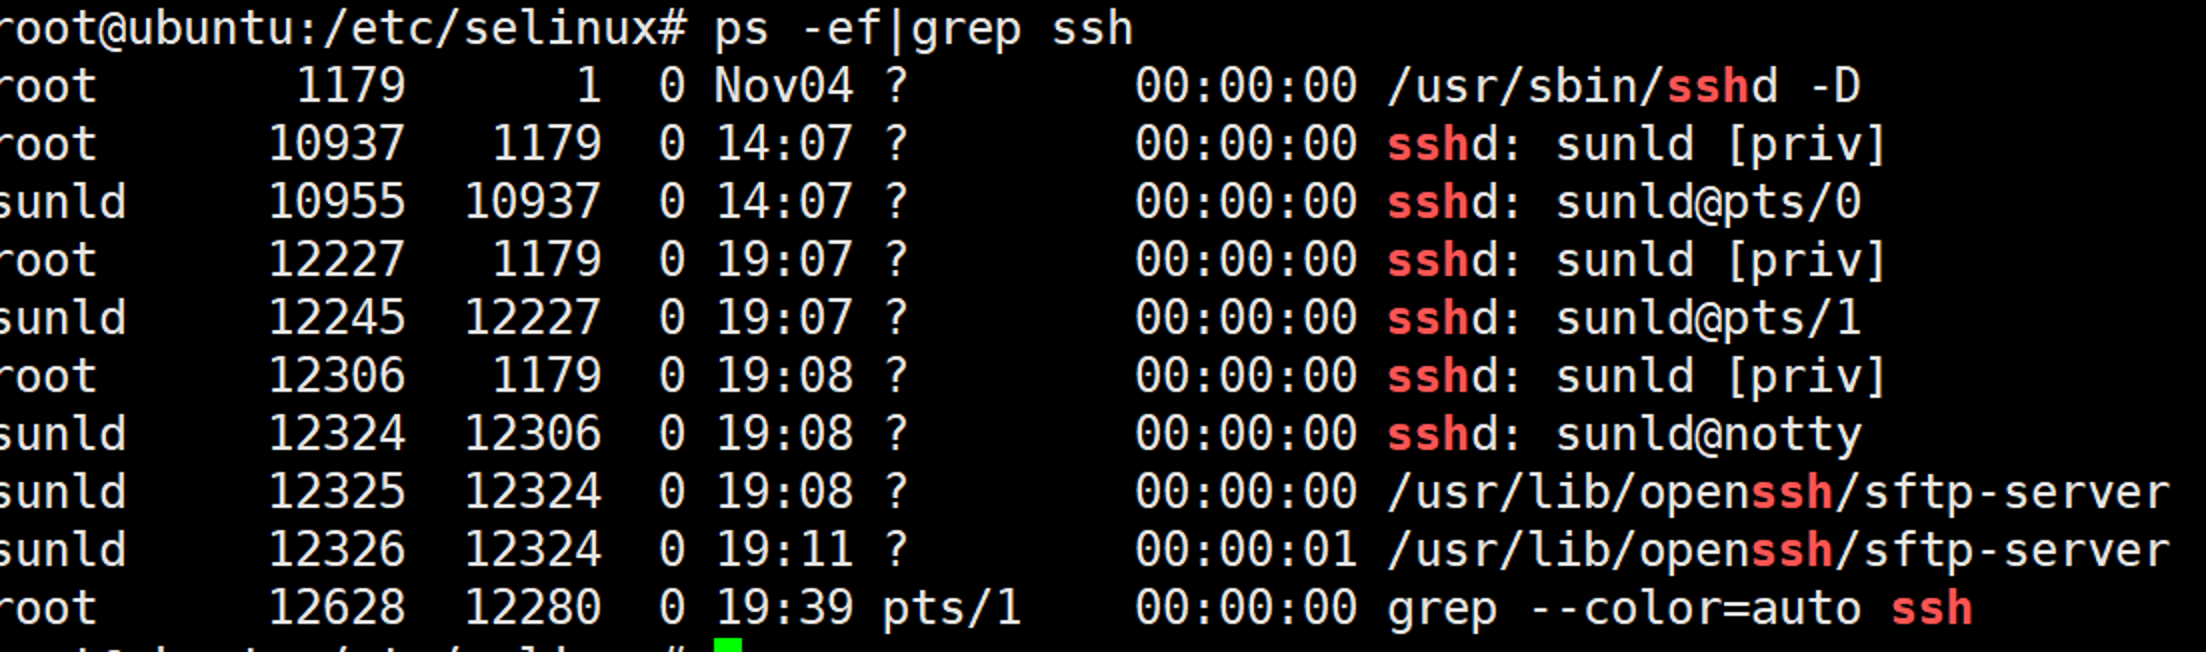 root@ubuntu:/etc/selinux# ps -ef|grep ssh
root 1179 1 0 Nov04 ? 00:00:00 /usr/sbin/sshd -D
root 10937 1179 0 14:07 ? 00:00:00 sshd: sunld [priv]
sunld 10955 10937 0 14:07 ? 00:00:00 sshd: sunld@pts/0
root 12227 1179 0 19:07 ? 00:00:00 sshd: sunld [priv]
sunld 12245 12227 0 19:07 ? 00:00:00 sshd: sunld@pts/1
root 12306 1179 0 19:08 ? 00:00:00 sshd: sunld [priv]
sunld 12324 12306 0 19:08 ? 00:00:00 sshd: sunld@notty
sunld 12325 12324 0 19:08 ? 00:00:00 /usr/lib/openssh/sftp-server
sunld 12326 12324 0 19:11 ? 00:00:01 /usr/lib/openssh/sftp-server
root 12628 12280 0 19:39 pts/1 00:00:00 grep --color=auto ssh